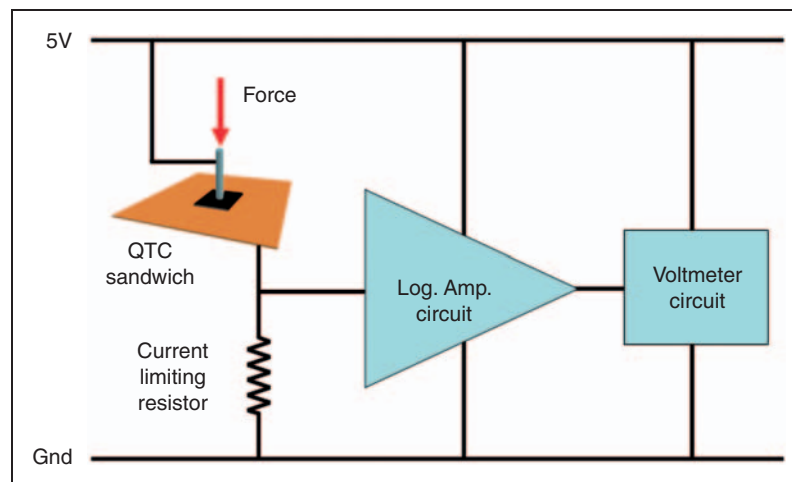 5V
Force
QTC
sandwich
Log. Amp.
circuit
Voltmeter
circuit
Current
limiting
resistor
Gnd